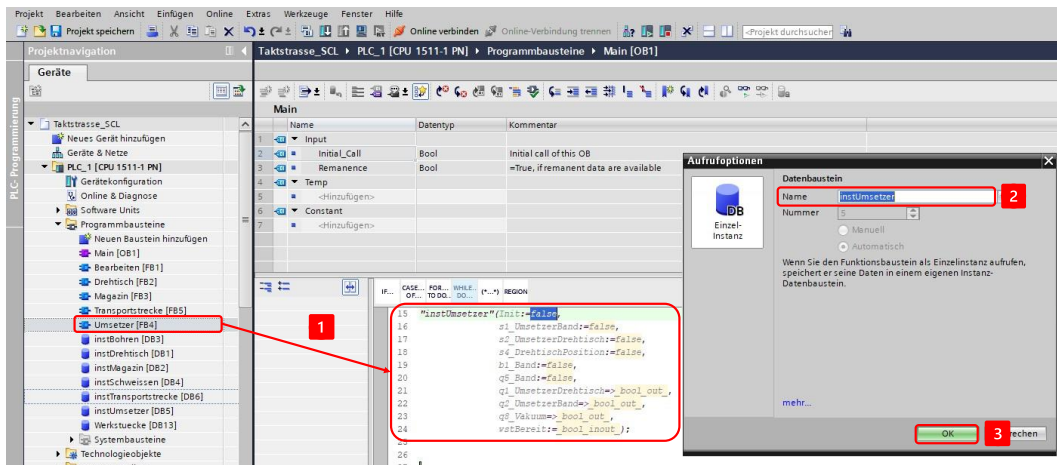 Projekt Bearbeiten Ansicht Einfügen Online Extras Werkzeuge Fenster Hilfe
Projekt speichern Online verbinden Online-Verbindung trennen <Projekt durchsuchen
Projektnavigation
Taktstrasse_SCL PLC_1 [CPU 1511-1 PN] Programmbausteine Main [OB1]
Geräte
PLC- Programmierung
Main
Name Datentyp Kommentar
1 Input
2 Initial_Call Bool Initial call of this OB
3 Remanence Bool =True, if remanent data are available
4 Temp
5 <Hinzufügen>
6 Constant
7 <Hinzufügen>
Taktstrasse_SCL
Neues Gerät hinzufügen
Geräte & Netze
PLC_1 [CPU 1511-1 PN]
Gerätekonfiguration
Online & Diagnose
Software Units
Programmbausteine
Neuen Baustein hinzufügen
Main [OB1]
Bearbeiten [FB1]
Drehtisch [FB2]
Magazin [FB3]
Transportstrecke [FB5]
Umsetzer [FB4]
instBohren [DB3]
instDrehtisch [DB1]
instMagazin [DB2]
instSchweissen [DB4]
instTransportstrecke [DB6]
instUmsetzer [DB5]
Werkstuecke [DB13]
Systembausteine
Technologieobjekte
1
IF... CASE... OF... FOR... TO DO... WHILE... DO... (*...*) REGION
15 "instUmsetzer"(Init:=false,
16 s1_UmsetzerBand:=false,
17 s2_UmsetzerDrehtisch:=false,
18 s4_DrehtischPosition:=false,
19 b1_Band:=false,
20 q5_Band:=false,
21 q1_UmsetzerDrehtisch=>_bool_out_,
22 q2_UmsetzerBand=>_bool_out_,
23 q8_Vakuum=>_bool_out_,
24 vstBereit:=_bool_inout_);
25
26
Aufrufoptionen
X
DB
Einzel-
Instanz
Datenbaustein
Name instUmsetzer
2
Nummer 5
Manuell
Automatisch
Wenn Sie den Funktionsbaustein als Einzelinstanz aufrufen,
speichert er seine Daten in einem eigenen Instanz-
Datenbaustein.
mehr...
OK
3
rechen